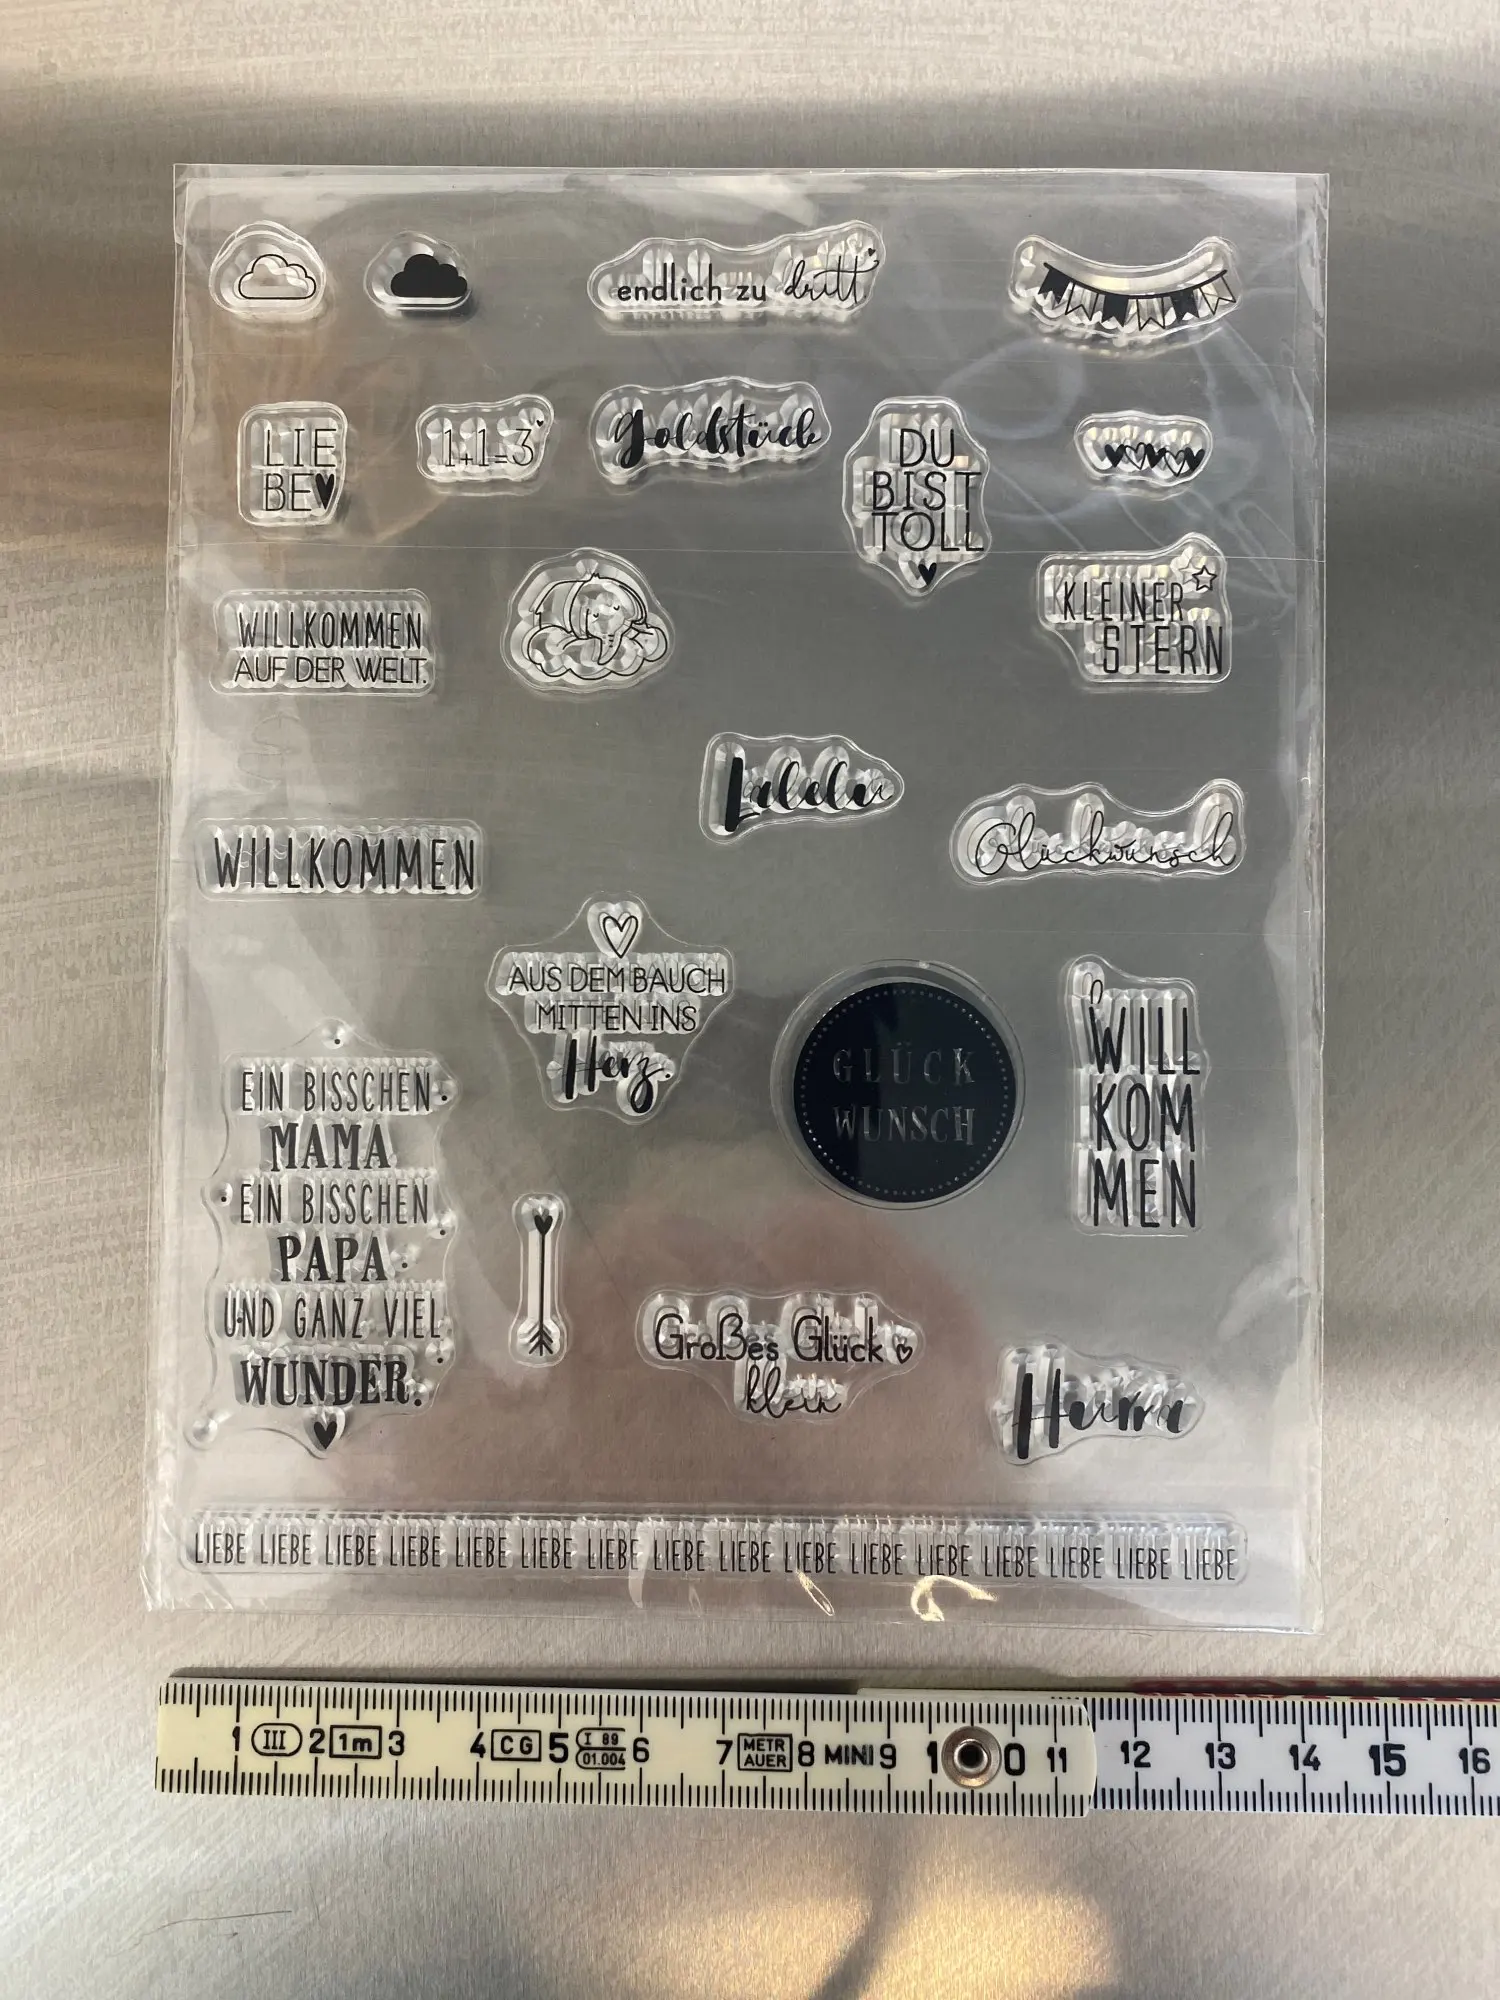 endlich zu dritt.
LIE
BE
1+1=3
goldstück
DU
BIST
TOLL
WILLKOMMEN
AUF DER WELT.
KLEINER
STERN
Lalelu
WILLKOMMEN
Glückwunsch
AUS DEM BAUCH
MITTEN INS
Herz.
GLÜCK
WUNSCH
WILL
KOM
MEN
EIN BISSCHEN
MAMA
EIN BISSCHEN
PAPA
UND GANZ VIEL
WUNDER.
Großes Glück
klein
Hurra
LIEBE LIEBE LIEBE LIEBE LIEBE LIEBE LIEBE LIEBE LIEBE LIEBE LIEBE LIEBE LIEBE LIEBE LIEBE LIEBE
1 III 2 1m 3 4 CG 5 I 89 6 7 METR 8 MINI 9 10 11 12 13 14 15 16
01.004 AUER